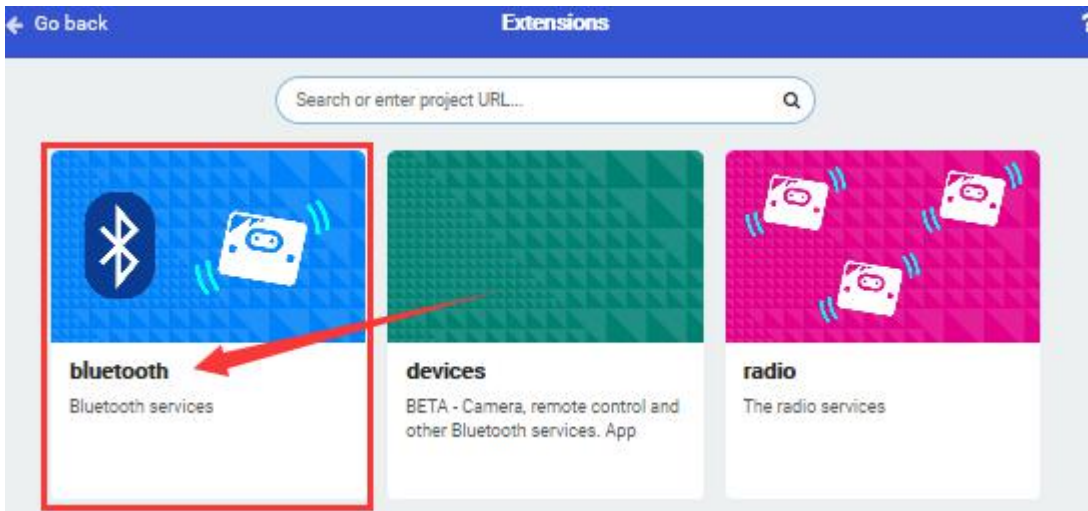 Go back
Extensions
?
Search or enter project URL...
bluetooth
Bluetooth services
devices
BETA - Camera, remote control and
other Bluetooth services. App
radio
The radio services